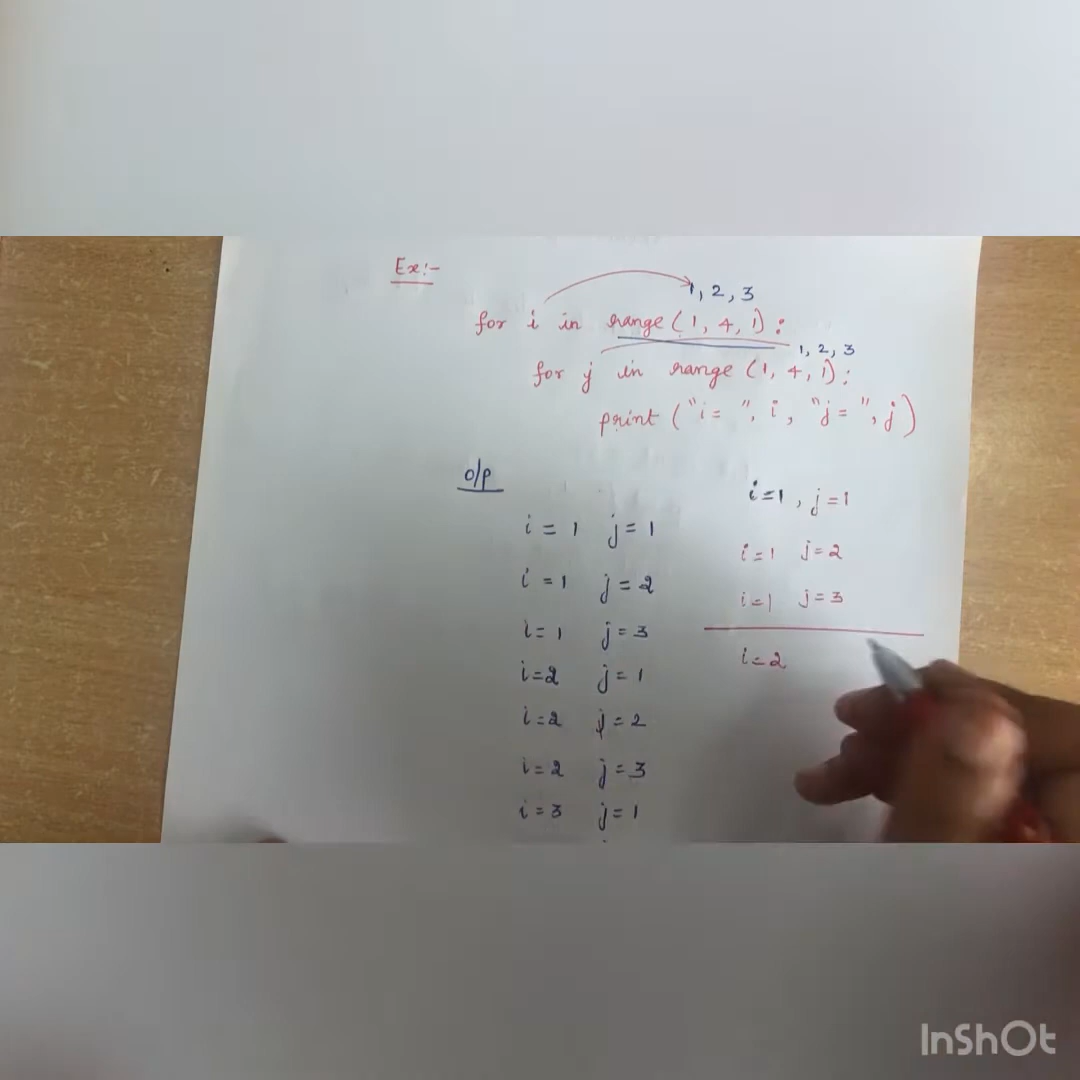 Ex:-
1, 2, 3
for i in range(1, 4, 1):
1, 2, 3
for j in range (1, 4, 1):
print ("i= ", i, "j= ", j)
o/p
i = 1 j = 1
i = 1 j = 2
i = 1 j = 3
i = 2 j = 1
i = 2 j = 2
i = 2 j = 3
i = 3 j = 1
i = 1, j = 1
i = 1 j = 2
i = 1 j = 3
i = 2
InShOt